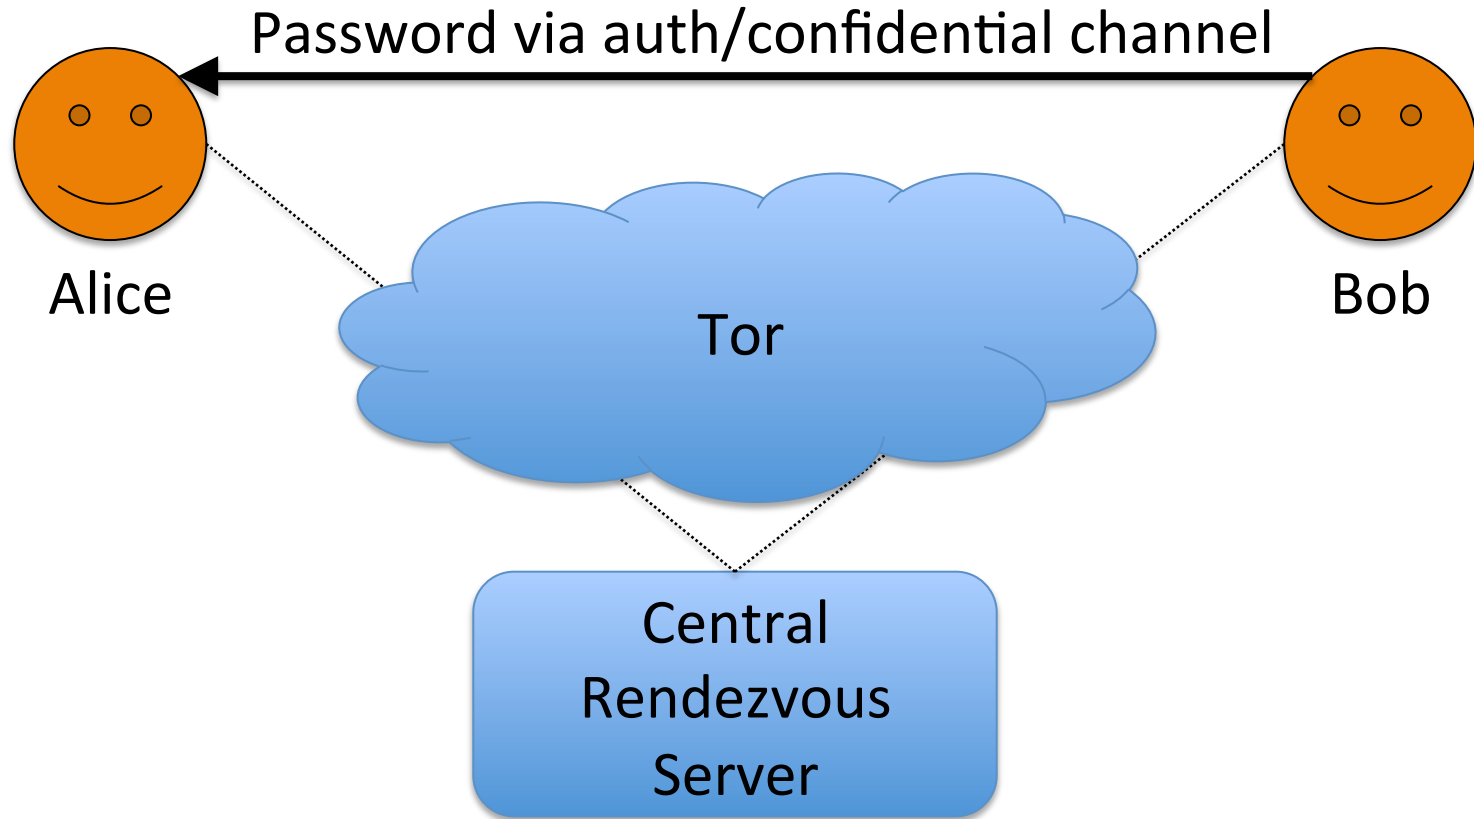 Password via auth/confidential channel
Alice
Bob
Tor
Central
Rendezvous
Server